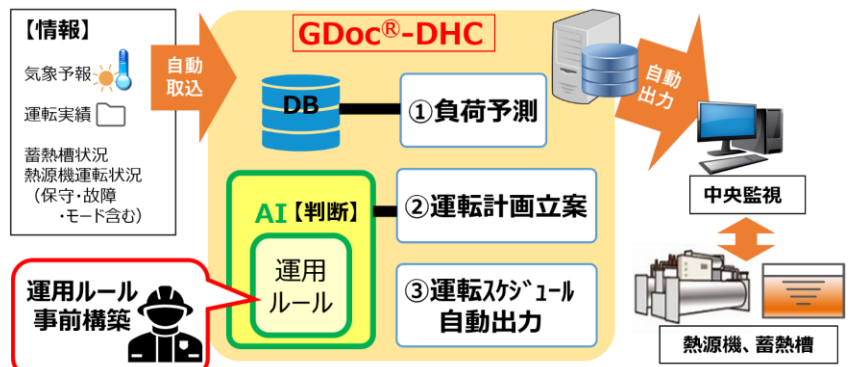 【情報】
気象予報
運転実績
蓄熱槽状況
熱源機運転状況
（保守・故障
・モード含む）
自動
取込
GDoc®-DHC
DB
①負荷予測
AI【判断】
運用
ルール
②運転計画立案
③運転ｽｹｼﾞｭｰﾙ
自動出力
運用ルール
事前構築
自動
出力
中央監視
熱源機、蓄熱槽